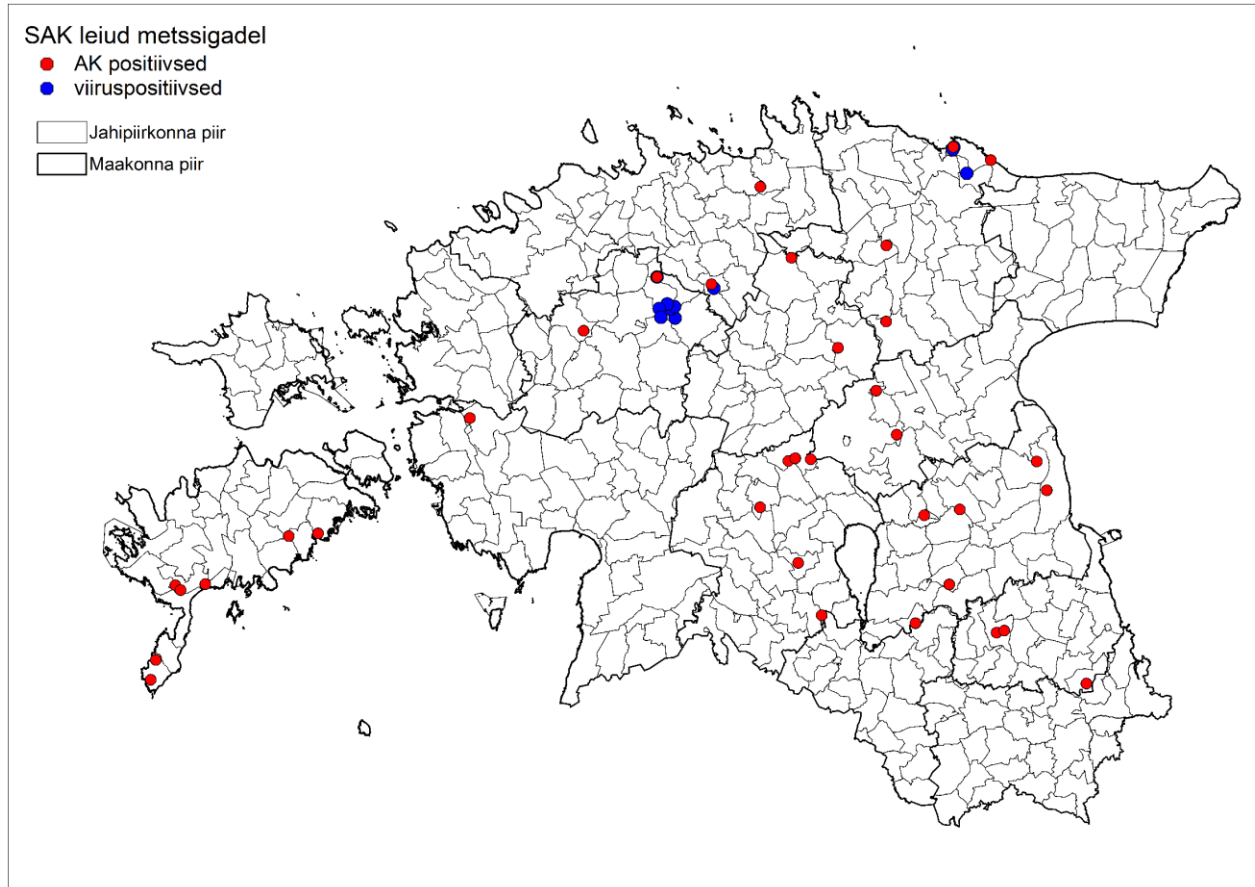 SAK leiud metssigadel
AK positiivsed
viiruspositiivsed
Jahipiirkonna piir
Maakonna piir